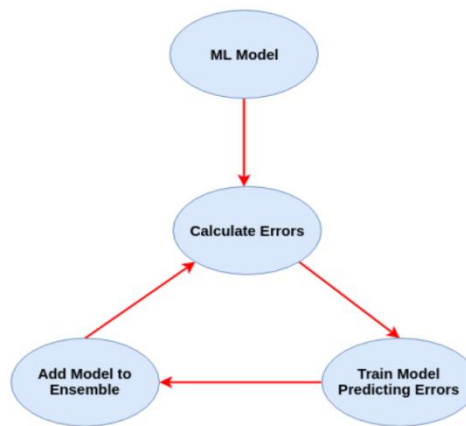 ML Model
Calculate Errors
Add Model to
Ensemble
Train Model
Predicting Errors